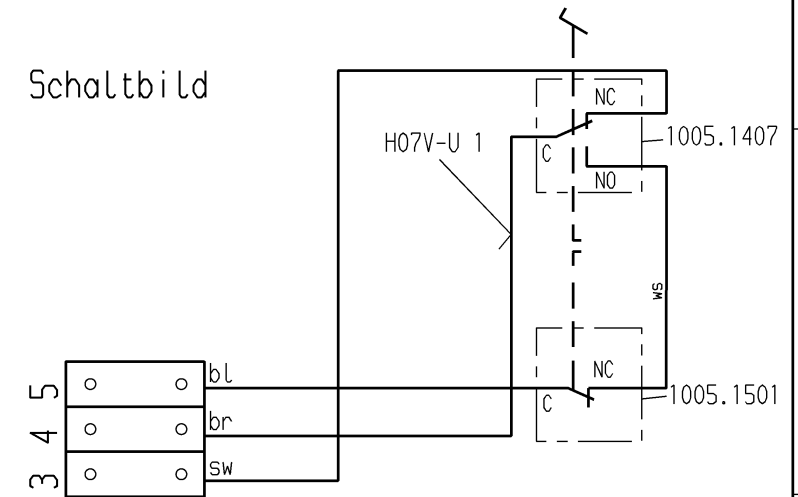 Schaltbild
NC
H07V-U 1
C
1005.1407
NO
ws
5
bl
NC
C
1005.1501
4
br
3
sw